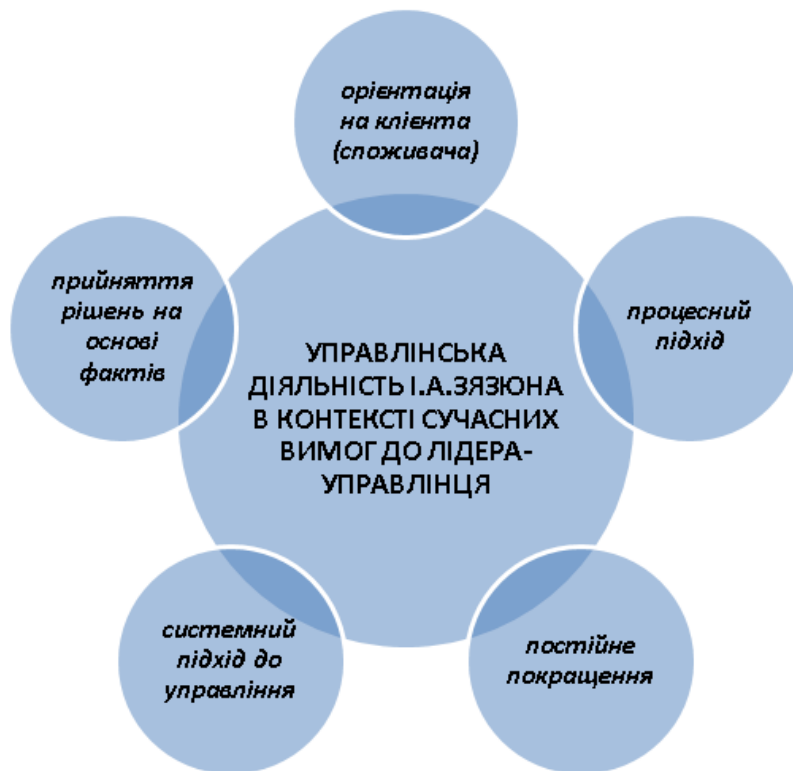 орієнтація
на клієнта
(споживача)
прийняття
рішень на
основі
фактів
процесний
підхід
УПРАВЛІНСЬКА
ДІЯЛЬНІСТЬ І.А.ЗЯЗЮНА
В КОНТЕКСТІ СУЧАСНИХ
ВИМОГ ДО ЛІДЕРА-
УПРАВЛІНЦЯ
системний
підхід до
управління
постійне
покращення